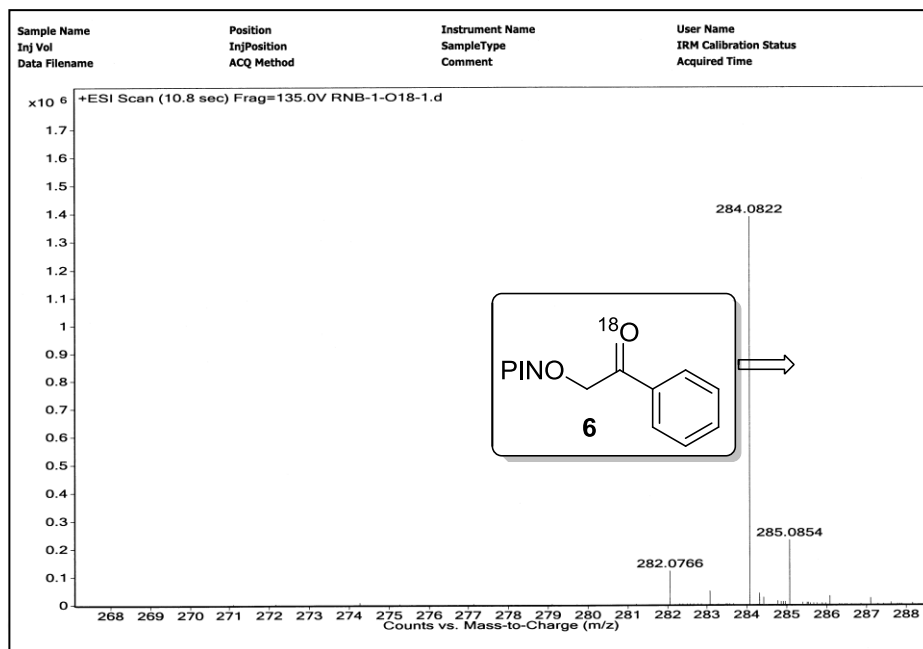 Sample Name Position Instrument Name User Name
Inj Vol InjPosition SampleType IRM Calibration Status
Data Filename ACQ Method Comment Acquired Time
x10 6 +ESI Scan (10.8 sec) Frag=135.0V RNB-1-O18-1.d
1.7
1.6
1.5
1.4
1.3
1.2
1.1
1
0.9
0.8
0.7
0.6
0.5
0.4
0.3
0.2
0.1
0
284.0822
18O
PINO
6
285.0854
282.0766
268 269 270 271 272 273 274 275 276 277 278 279 280 281 282 283 284 285 286 287 288
Counts vs. Mass-to-Charge (m/z)